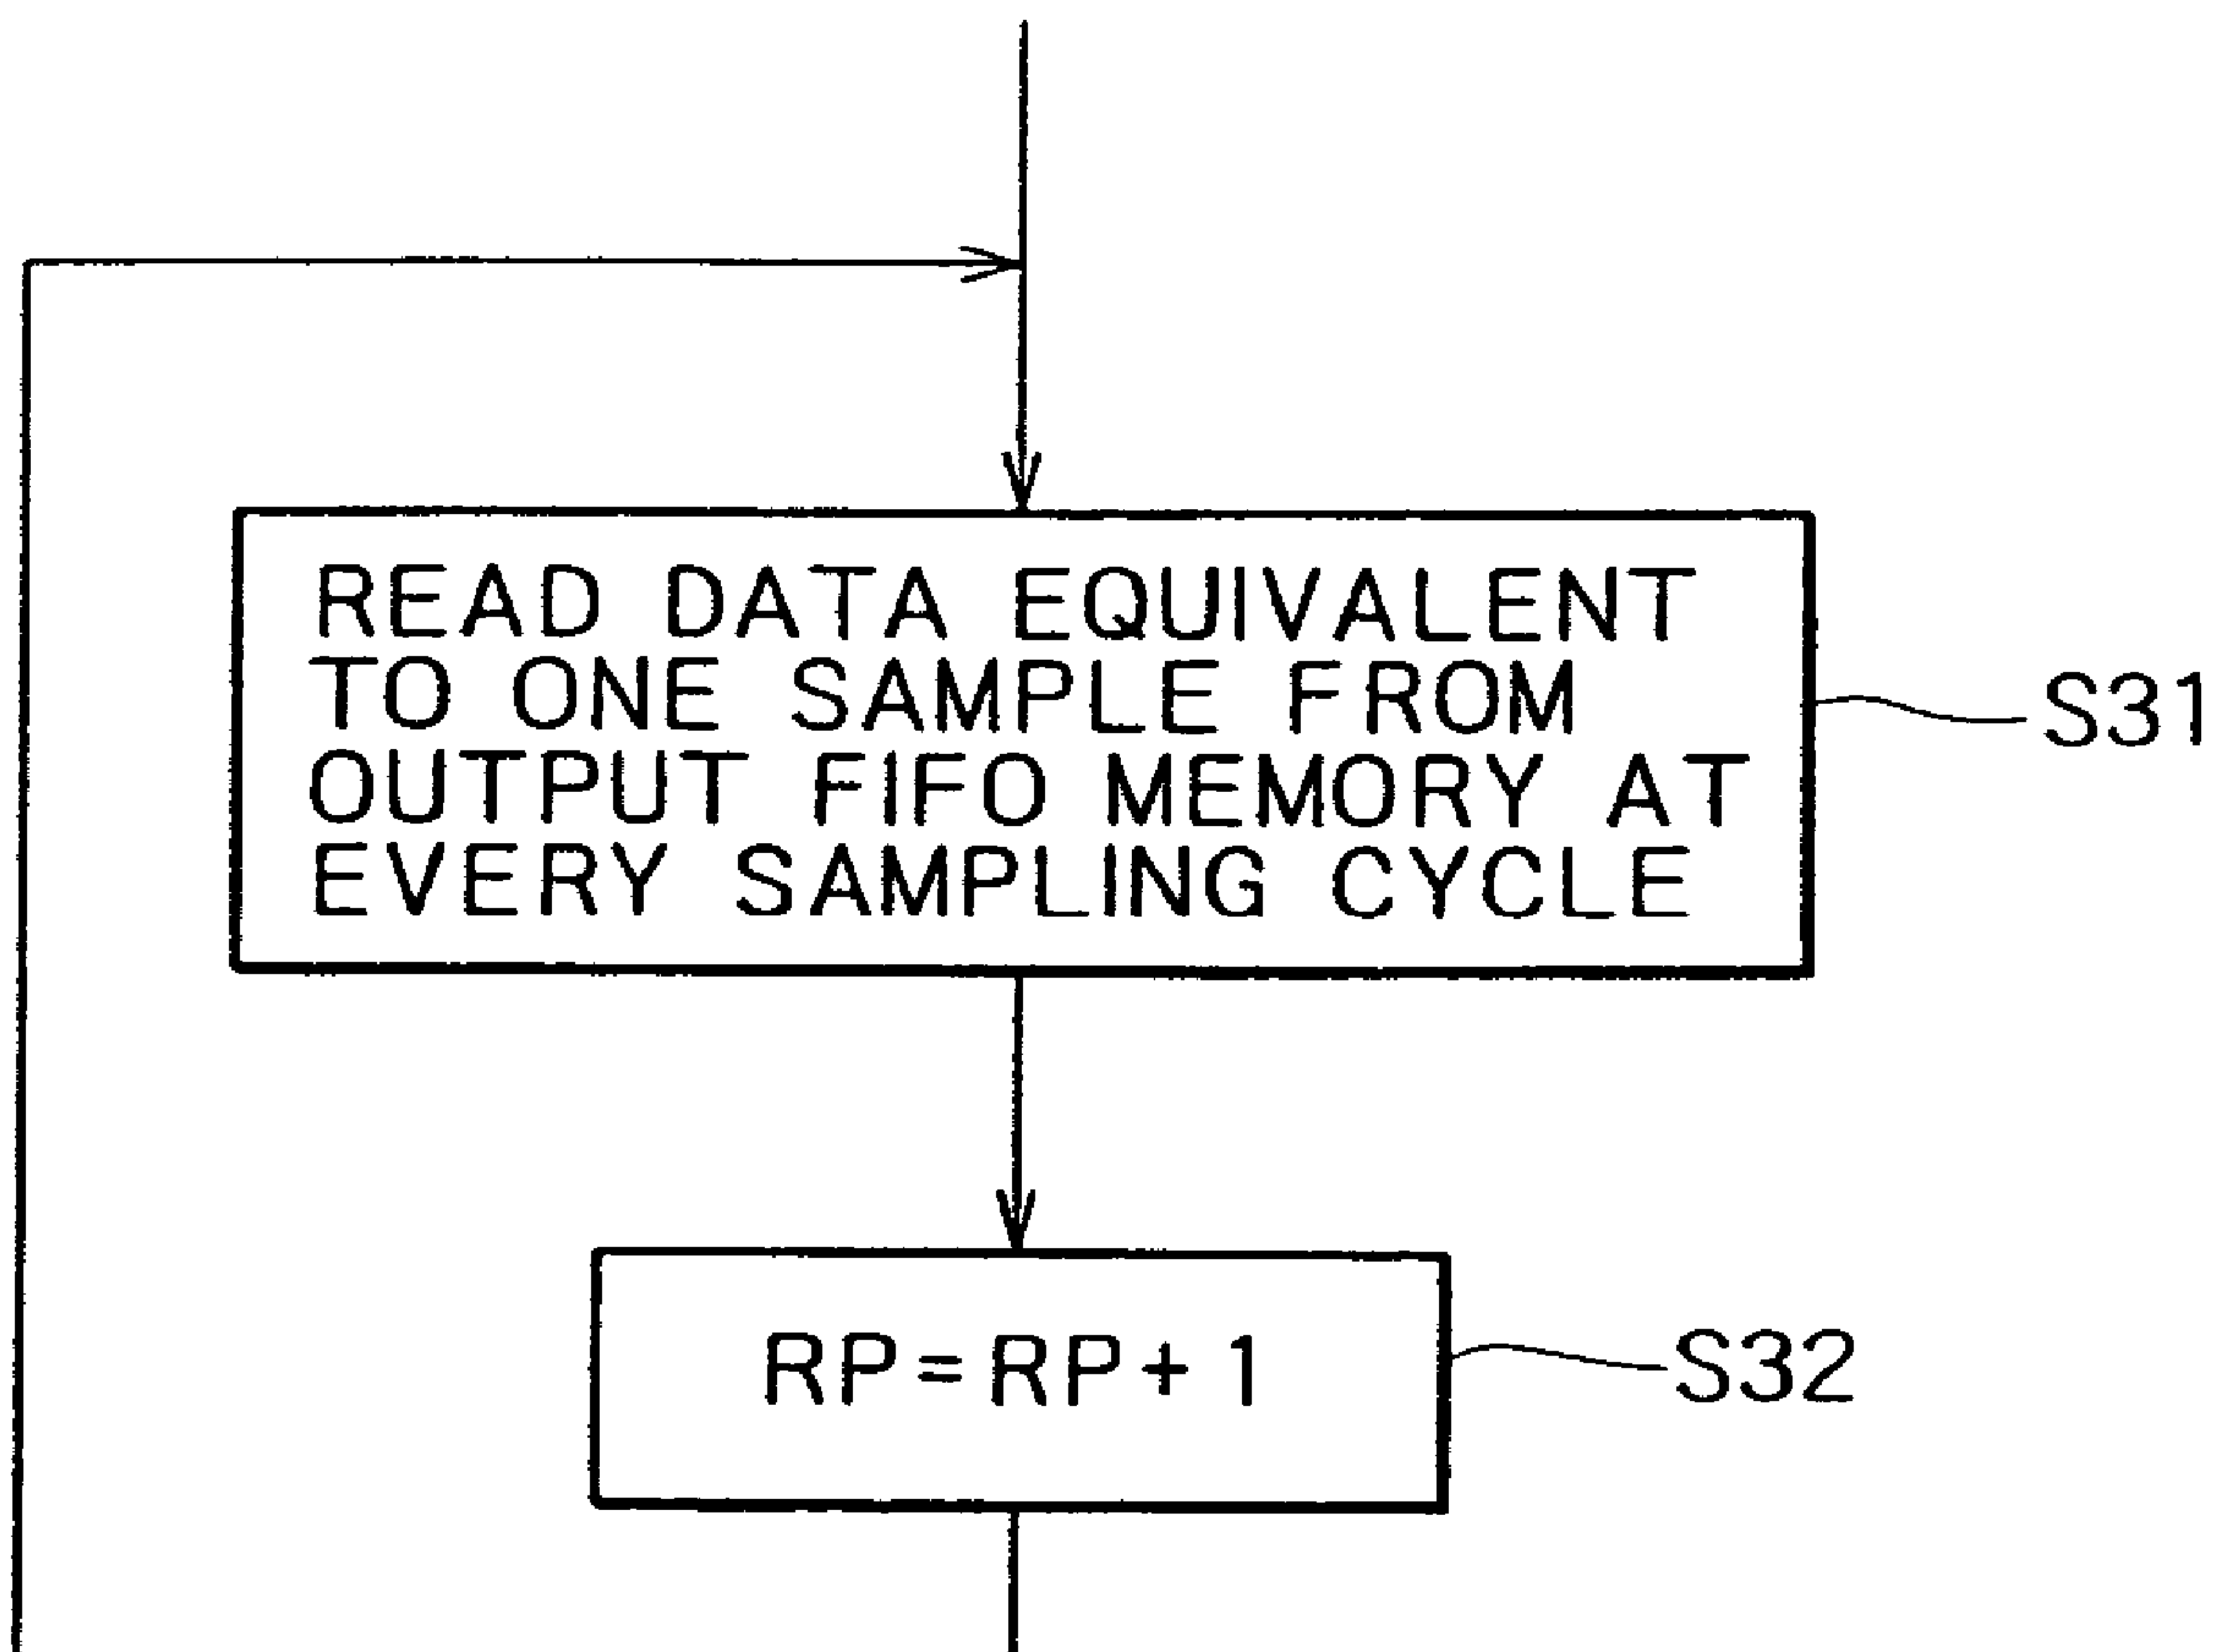 READ DATA EQUIVALENT
TO ONE SAMPLE FROM
OUTPUT FIFO MEMORY AT
EVERY SAMPLING CYCLE
S31
RP=RP+1
S32